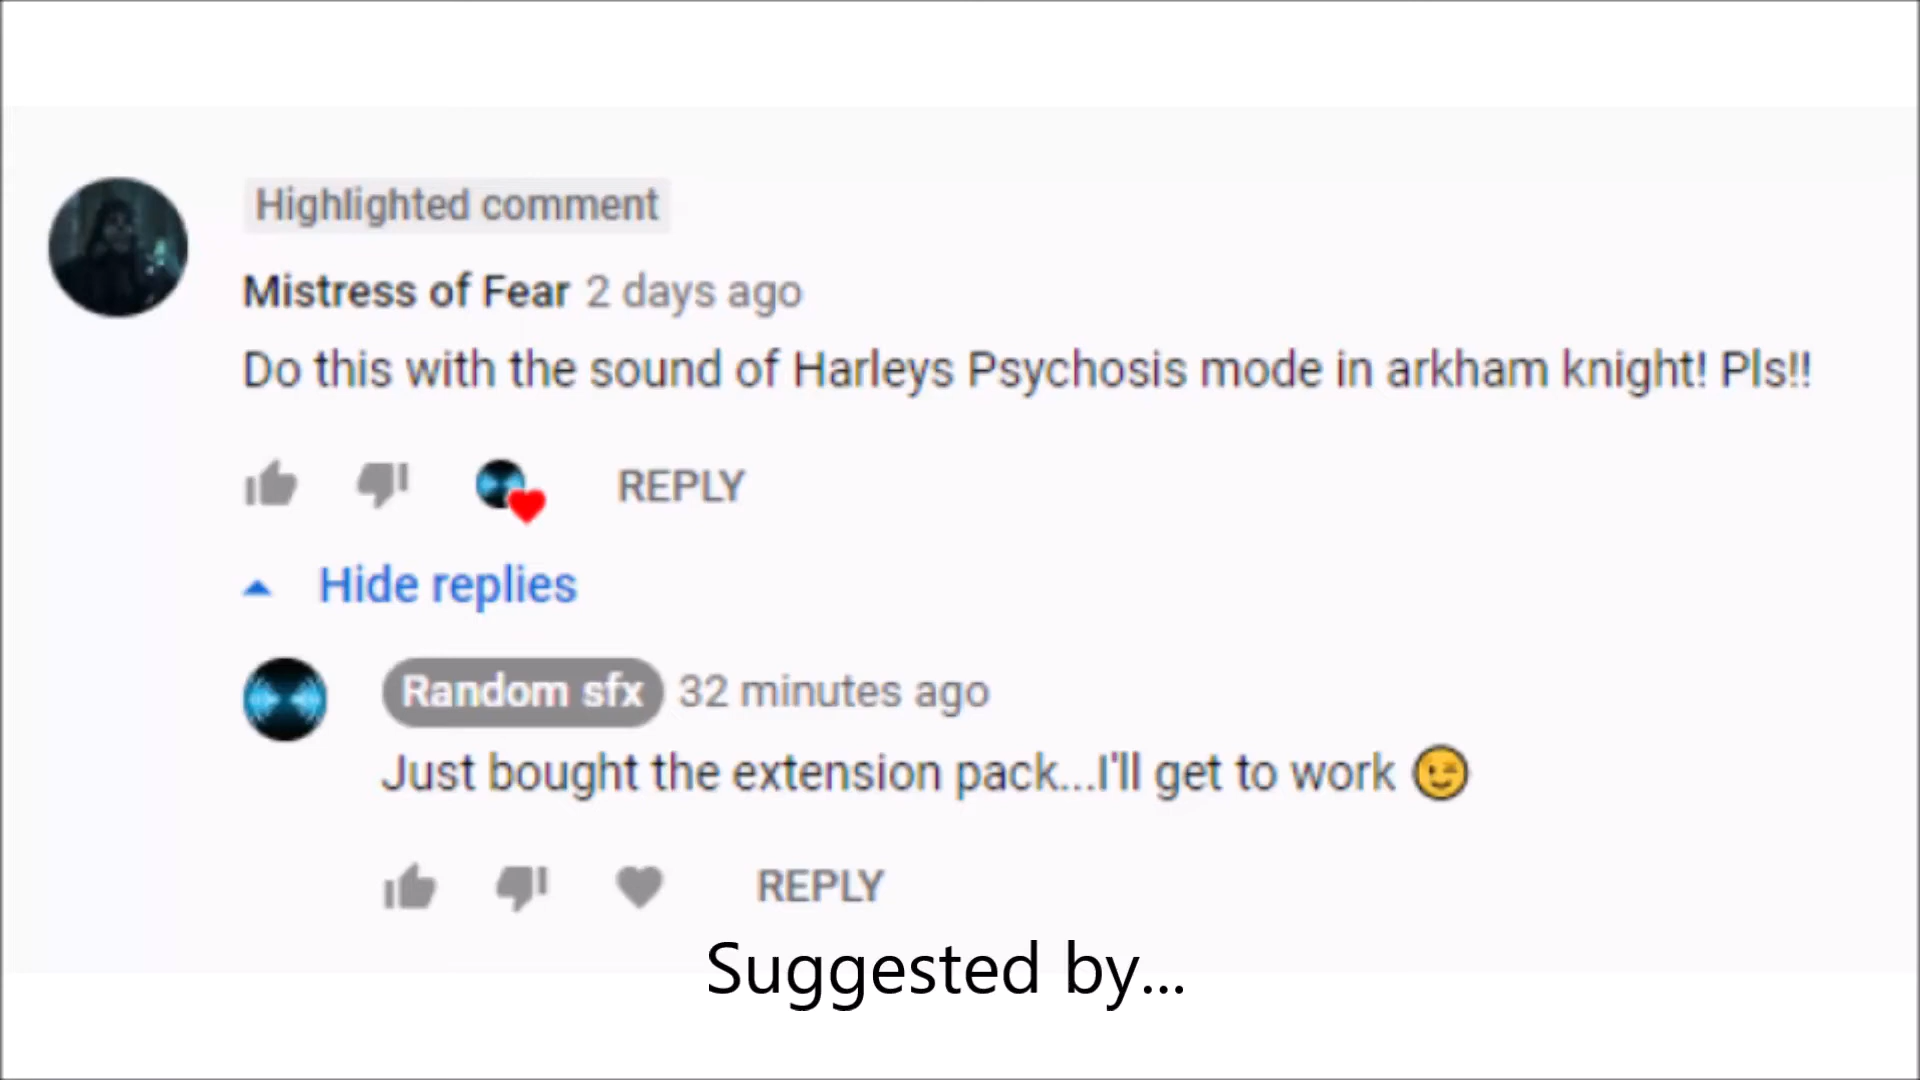 Highlighted comment
Mistress of Fear 2 days ago
Do this with the sound of Harleys Psychosis mode in arkham knight! Pls!!
REPLY
Hide replies
Random sfx 32 minutes ago
Just bought the extension pack...I'll get to work 😉
REPLY
Suggested by...